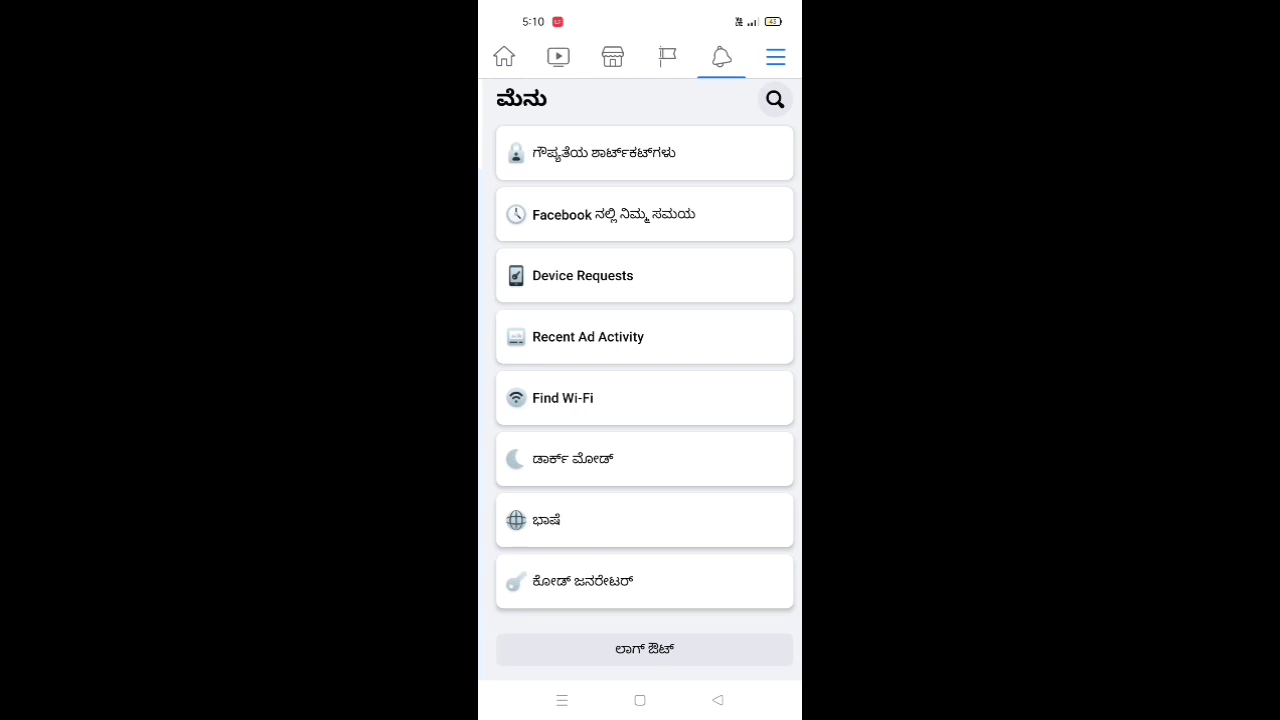 5:10
45
ಮೆನು
ಗೌಪ್ಯತೆಯ ಶಾರ್ಟ್‌ಕಟ್‌ಗಳು
Facebook ನಲ್ಲಿ ನಿಮ್ಮ ಸಮಯ
Device Requests
Recent Ad Activity
Find Wi-Fi
ಡಾರ್ಕ್ ಮೋಡ್
ಭಾಷೆ
ಕೋಡ್ ಜನರೇಟರ್
ಲಾಗ್ ಔಟ್